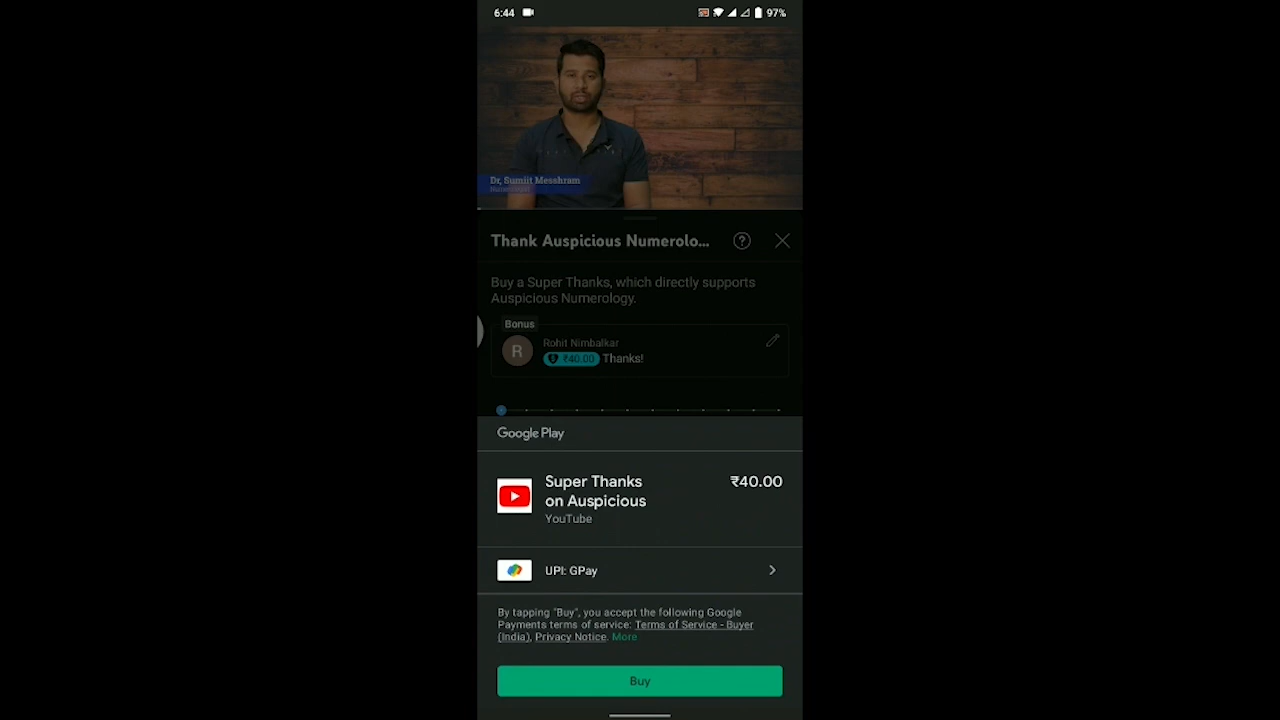 6:44
97%
Dr, Sumiit Messhram
Numerologist
Thank Auspicious Numerolo...
Buy a Super Thanks, which directly supports
Auspicious Numerology.
Bonus
R
Rohit Nimbalkar
₹40.00 Thanks!
Google Play
Super Thanks
on Auspicious
₹40.00
YouTube
UPI: GPay
By tapping "Buy", you accept the following Google
Payments terms of service: Terms of Service - Buyer
(India), Privacy Notice. More
Buy